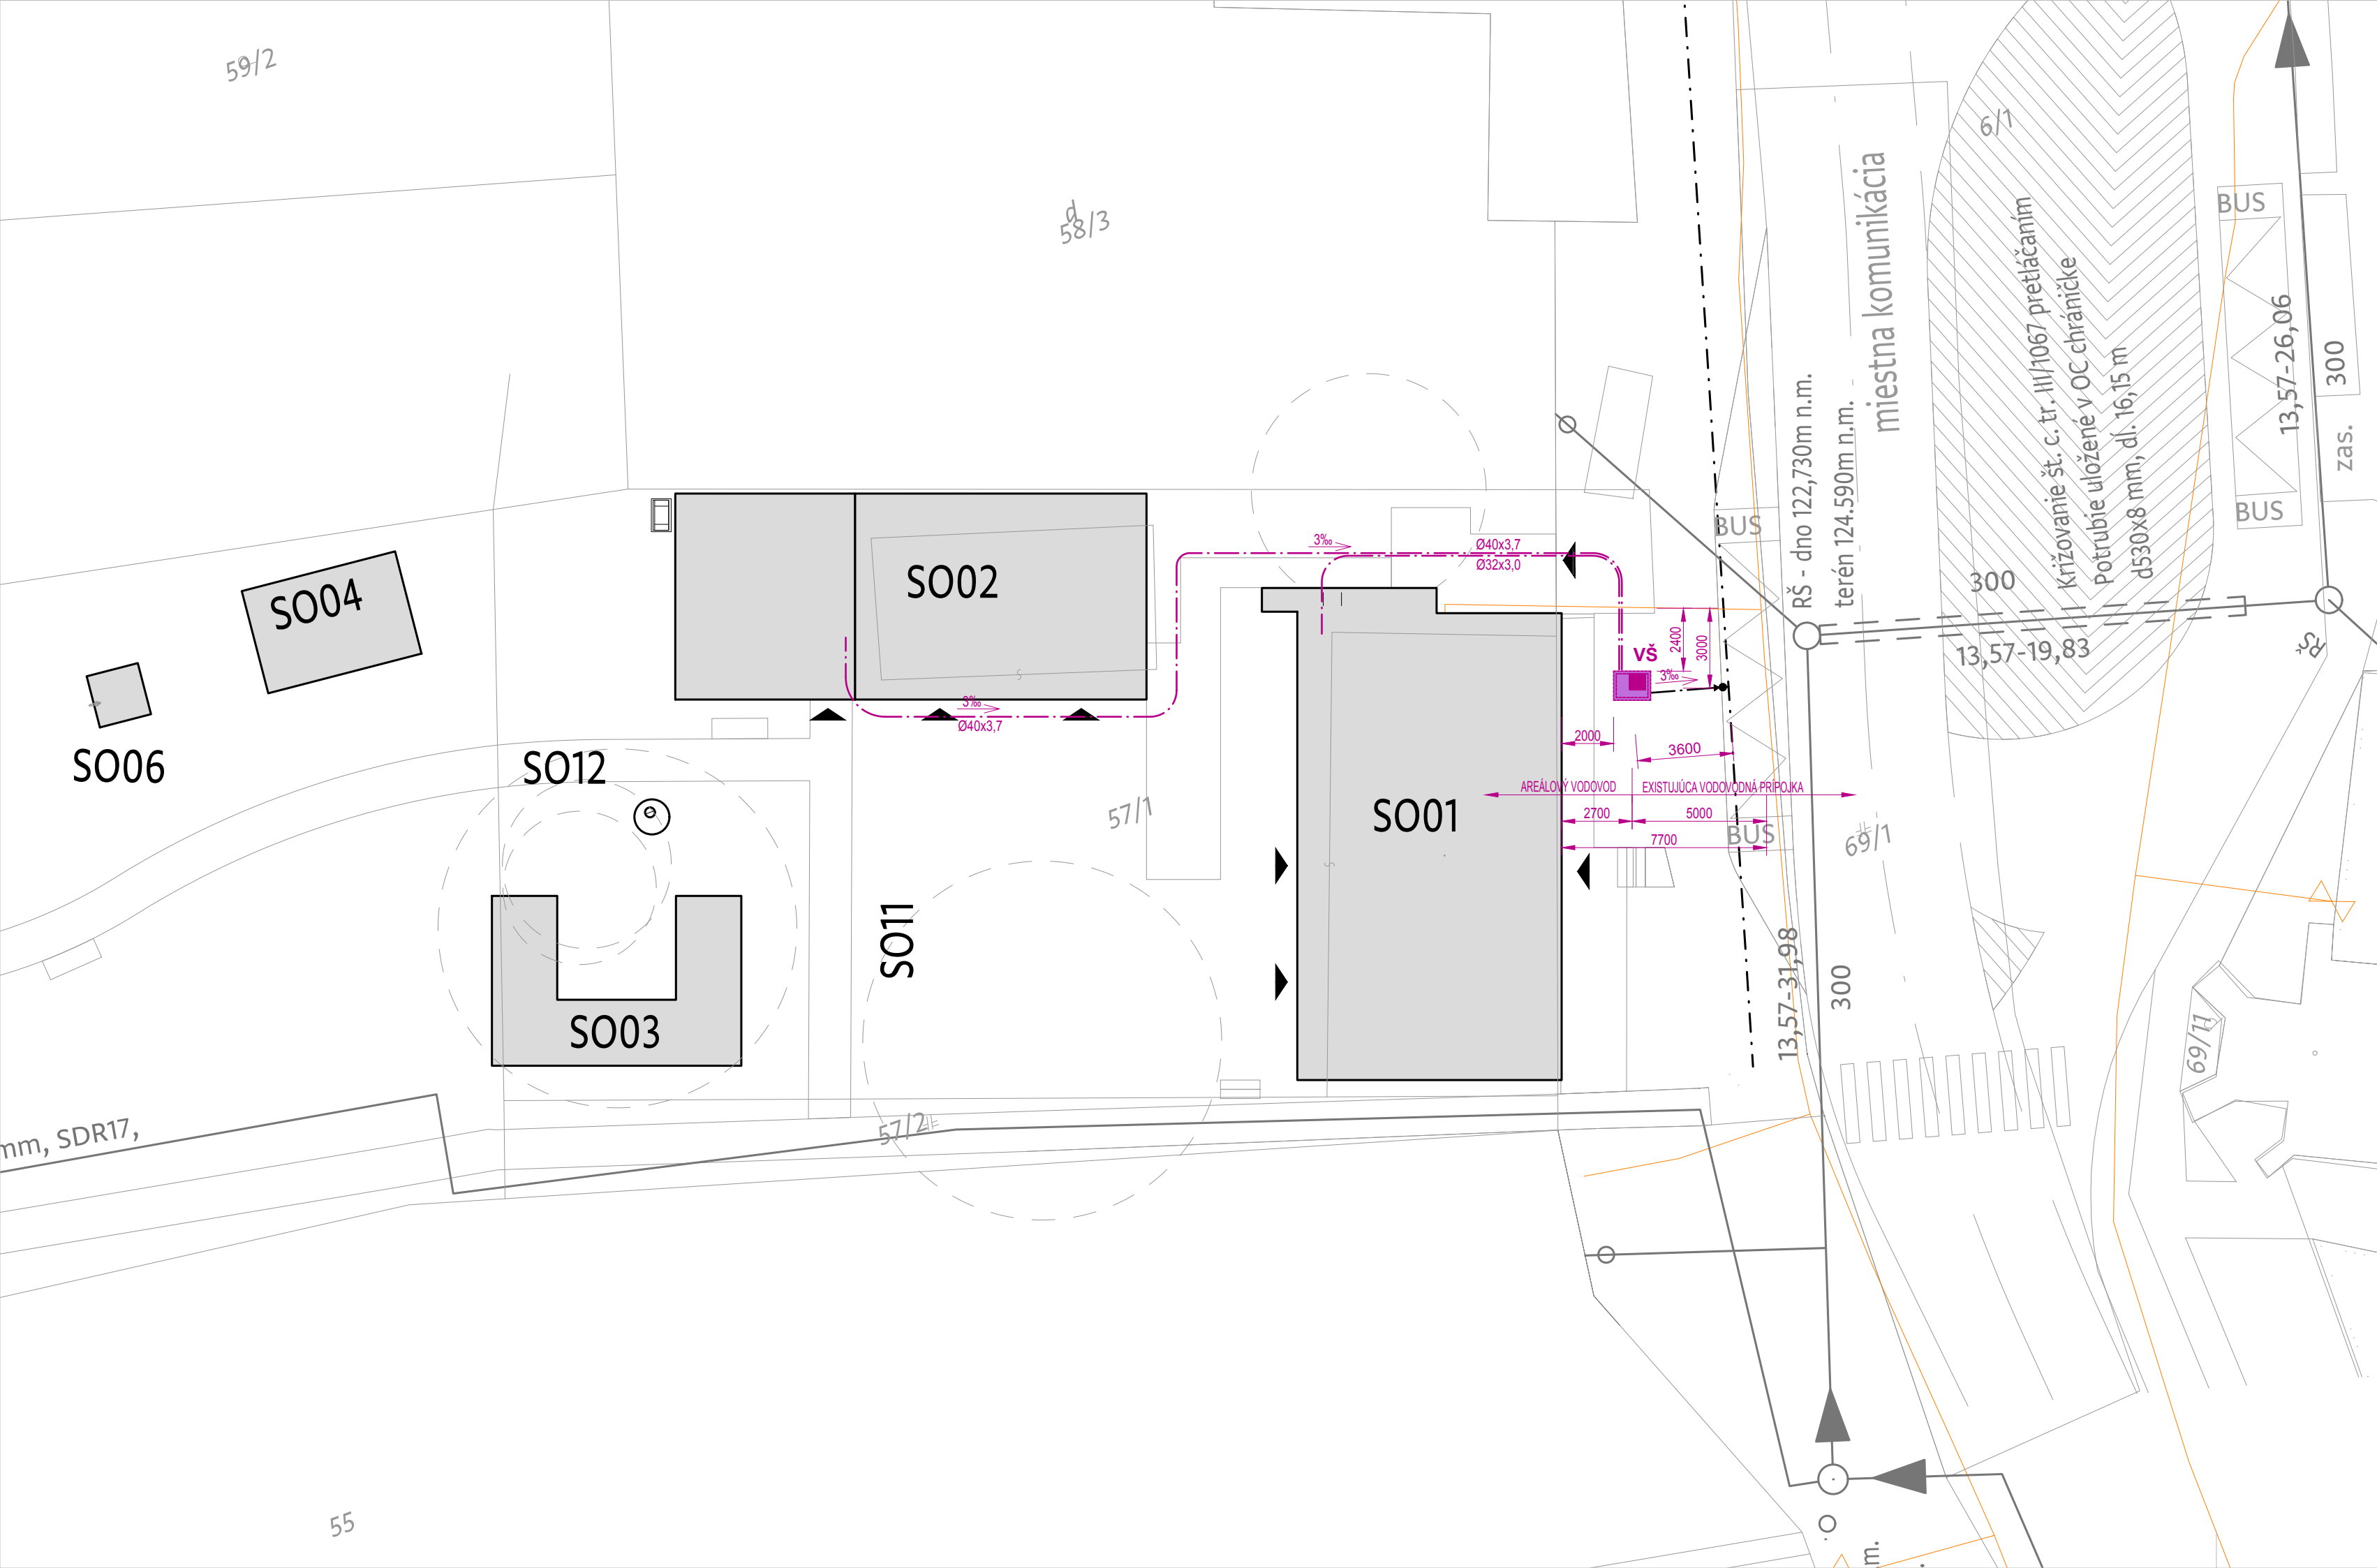 59/2
58/3
6/1
miestna komunikácia
BUS
13,57-26,06
300
zas.
BUS
RŠ - dno 122,730m n.m.
terén 124.590m n.m.
Križovanie št. c. tr. III/1067 pretláčaním
Potrubie uložené v OC chráničke
d530x8 mm, dĺ. 16,15 m
BUS
SO04
SO02
3‰
Ø40x3,7
Ø32x3,0
300
13,57-19,83
RŠ
VŠ
2400
3000
3‰
SO06
SO12
3‰
Ø40x3,7
2000
3600
AREÁLOVÝ VODOVOD
EXISTUJÚCA VODOVODNÁ PRÍPOJKA
57/1
SO01
2700
5000
7700
BUS
69/1
SO11
SO03
13,57-31,98
300
69/11
57/2
mm, SDR17,
55
m.